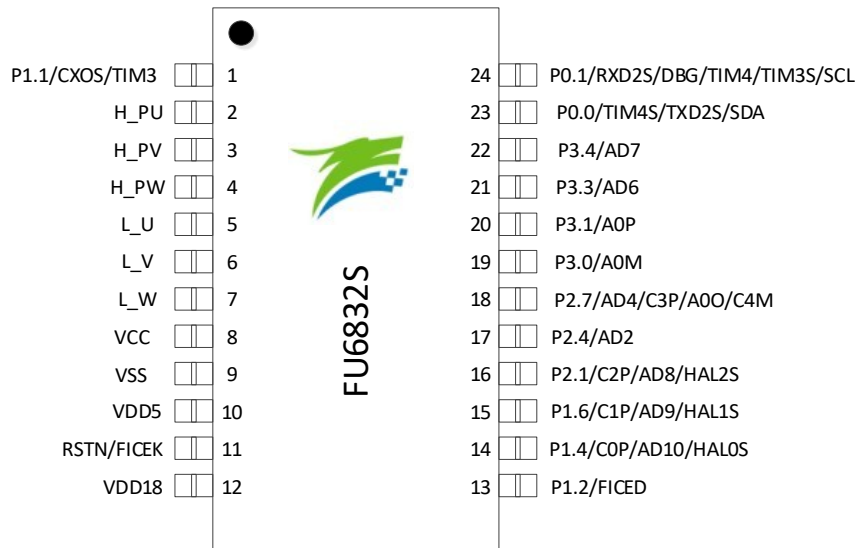 P1.1/CXOS/TIM3 1 24 P0.1/RXD2S/DBG/TIM4/TIM3S/SCL
H_PU 2 23 P0.0/TIM4S/TXD2S/SDA
H_PV 3 22 P3.4/AD7
H_PW 4 21 P3.3/AD6
L_U 5 20 P3.1/A0P
L_V 6 19 P3.0/A0M
L_W 7 18 P2.7/AD4/C3P/A0O/C4M
VCC 8 17 P2.4/AD2
VSS 9 16 P2.1/C2P/AD8/HAL2S
VDD5 10 15 P1.6/C1P/AD9/HAL1S
RSTN/FICEK 11 14 P1.4/C0P/AD10/HAL0S
VDD18 12 13 P1.2/FICED
FU6832S